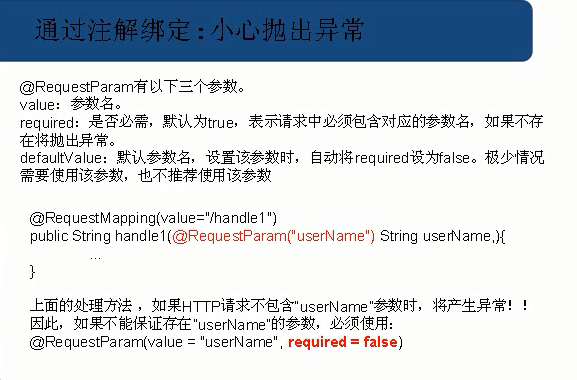 通过注解绑定:小心抛出异常
@RequestParam有以下三个参数。
value：参数名。
required：是否必需，默认为true，表示请求中必须包含对应的参数名，如果不存
在将抛出异常。
defaultValue：默认参数名，设置该参数时，自动将required设为false。极少情况
需要使用该参数，也不推荐使用该参数
@RequestMapping(value="/handle1")
public String handle1(@RequestParam("userName") String userName,){
...
}
上面的处理方法 ，如果HTTP请求不包含"userName"参数时，将产生异常！！
因此，如果不能保证存在"userName"的参数，必须使用：
@RequestParam(value = "userName", required = false)